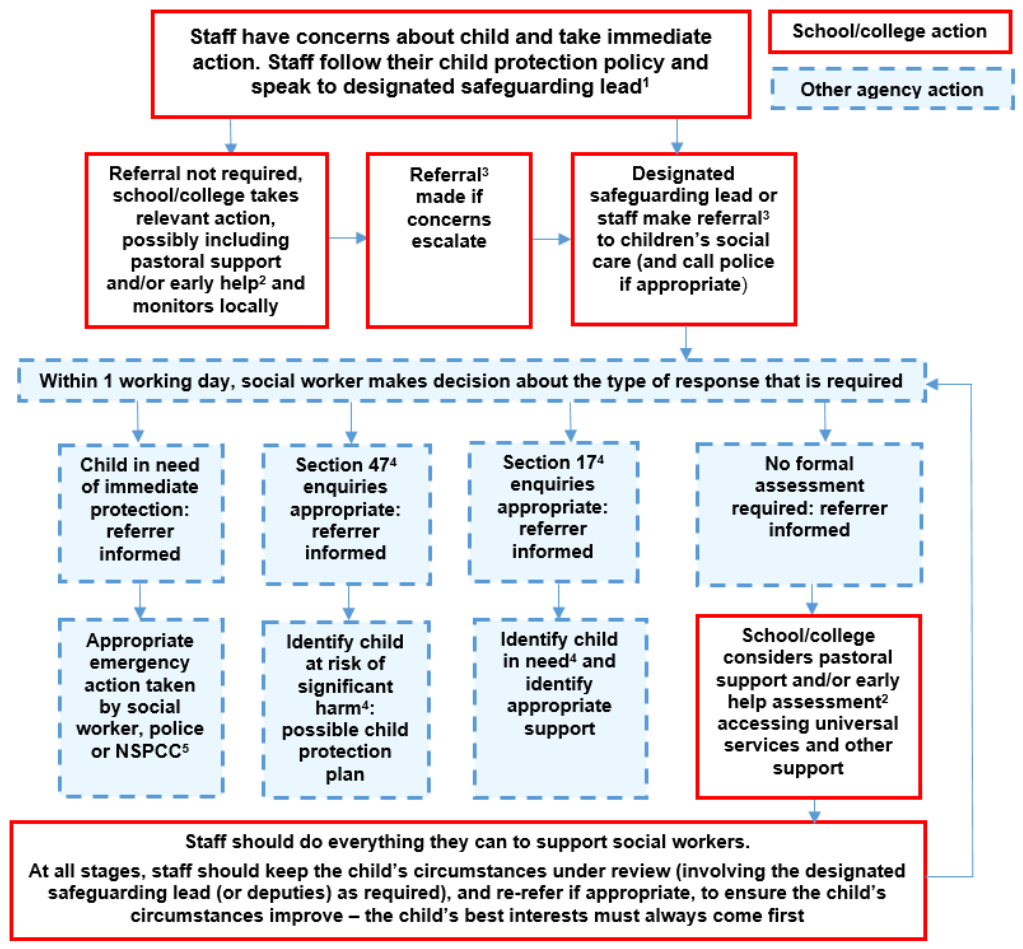 Staff have concerns about child and take immediate
action. Staff follow their child protection policy and
speak to designated safeguarding lead¹
School/college action
Other agency action
Referral not required,
school/college takes
relevant action,
possibly including
pastoral support
and/or early help² and
monitors locally
Referral³
made if
concerns
escalate
Designated
safeguarding lead or
staff make referral³
to children’s social
care (and call police
if appropriate)
Within 1 working day, social worker makes decision about the type of response that is required
Child in need
of immediate
protection:
referrer
informed
Section 47⁴
enquiries
appropriate:
referrer
informed
Section 17⁴
enquiries
appropriate:
referrer
informed
No formal
assessment
required: referrer
informed
Appropriate
emergency
action taken
by social
worker, police
or NSPCC⁵
Identify child
at risk of
significant
harm⁴:
possible child
protection
plan
Identify child
in need⁴ and
identify
appropriate
support
School/college
considers pastoral
support and/or early
help assessment²
accessing universal
services and other
support
Staff should do everything they can to support social workers.
At all stages, staff should keep the child’s circumstances under review (involving the designated
safeguarding lead (or deputies) as required), and re-refer if appropriate, to ensure the child’s
circumstances improve – the child’s best interests must always come first